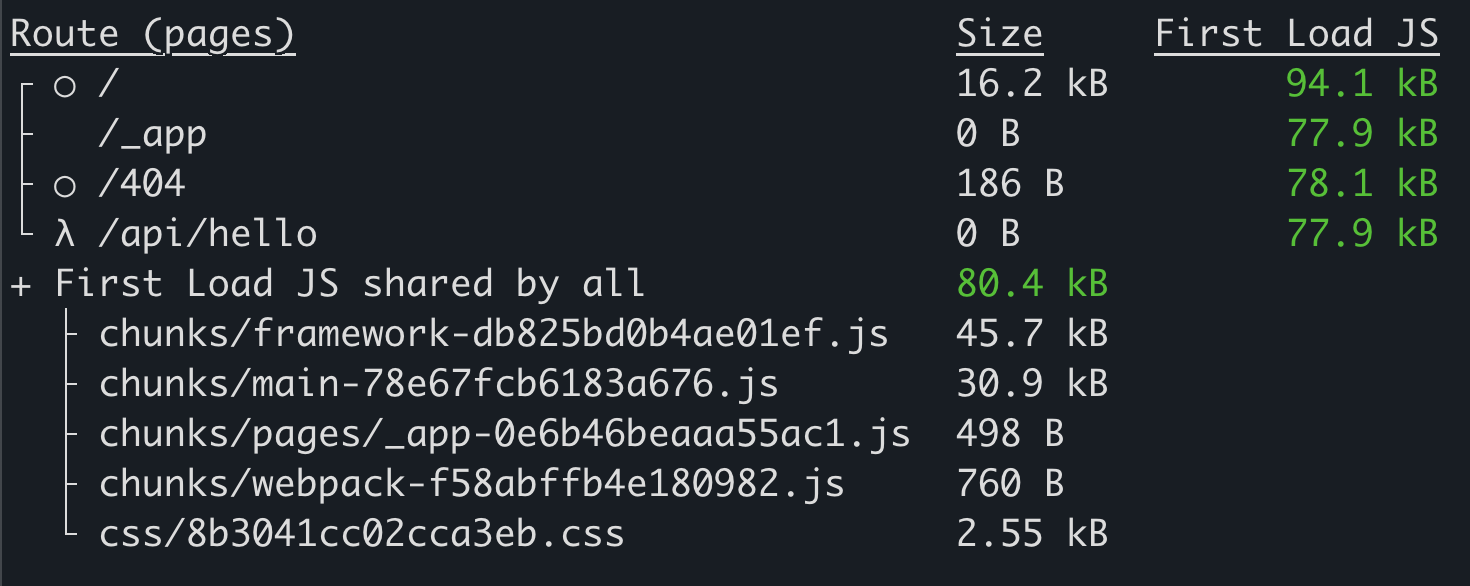 Route (pages) Size First Load JS
┌ ○ / 16.2 kB 94.1 kB
├   /_app 0 B 77.9 kB
├ ○ /404 186 B 78.1 kB
└ λ /api/hello 0 B 77.9 kB
+ First Load JS shared by all 80.4 kB
├ chunks/framework-db825bd0b4ae01ef.js 45.7 kB
├ chunks/main-78e67fcb6183a676.js 30.9 kB
├ chunks/pages/_app-0e6b46beaaa55ac1.js 498 B
├ chunks/webpack-f58abffb4e180982.js 760 B
└ css/8b3041cc02cca3eb.css 2.55 kB